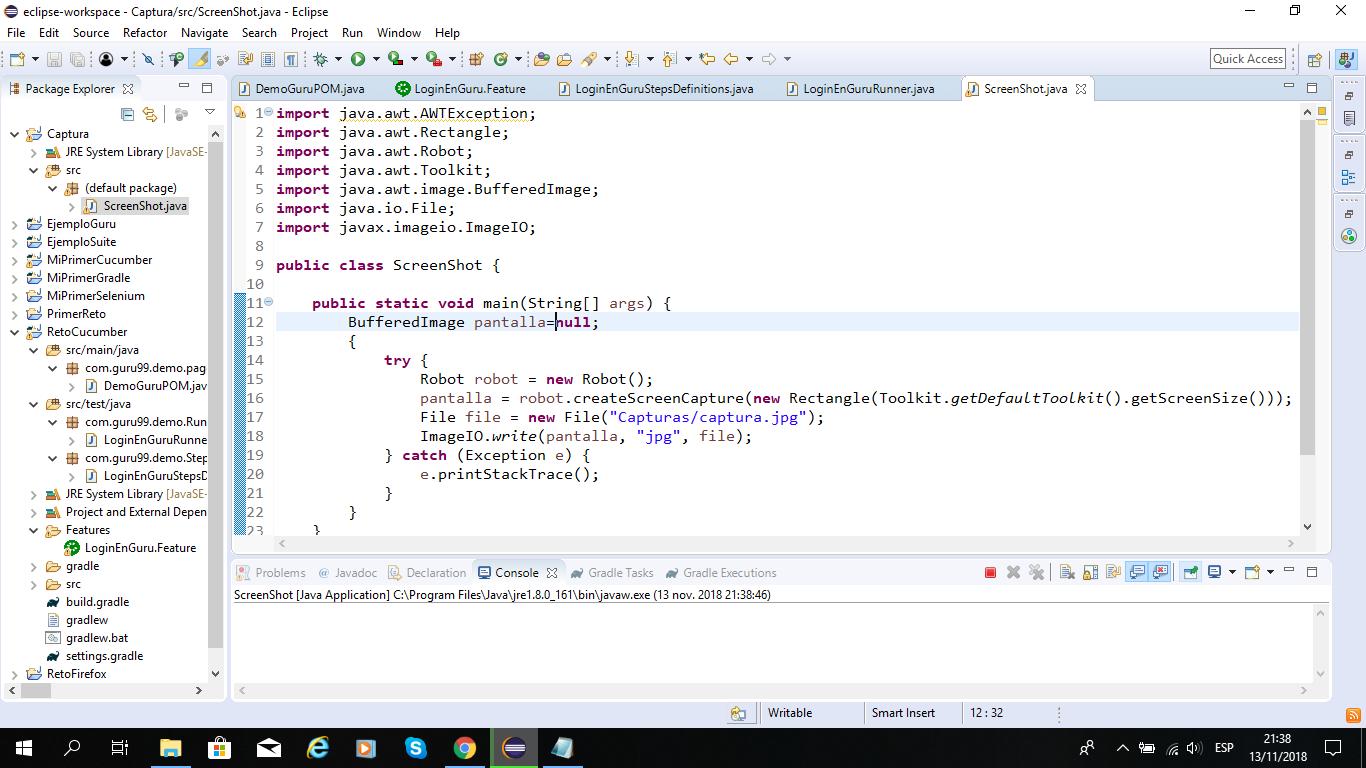 eclipse-workspace - Captura/src/ScreenShot.java - Eclipse
File Edit Source Refactor Navigate Search Project Run Window Help
Quick Access
Package Explorer
Captura
JRE System Library [JavaSE-
src
(default package)
ScreenShot.java
EjemploGuru
EjemploSuite
MiPrimerCucumber
MiPrimerGradle
MiPrimerSelenium
PrimerReto
RetoCucumber
src/main/java
com.guru99.demo.pag
DemoGuruPOM.jav
src/test/java
com.guru99.demo.Run
LoginEnGuruRunne
com.guru99.demo.Step
LoginEnGuruStepsD
JRE System Library [JavaSE-
Project and External Depen
Features
LoginEnGuru.Feature
gradle
src
build.gradle
gradlew
gradlew.bat
settings.gradle
RetoFirefox
DemoGuruPOM.java LoginEnGuru.Feature LoginEnGuruStepsDefinitions.java LoginEnGuruRunner.java ScreenShot.java
1 import java.awt.AWTException;
2 import java.awt.Rectangle;
3 import java.awt.Robot;
4 import java.awt.Toolkit;
5 import java.awt.image.BufferedImage;
6 import java.io.File;
7 import javax.imageio.ImageIO;
8
9 public class ScreenShot {
10
11 public static void main(String[] args) {
12 BufferedImage pantalla=null;
13 {
14 try {
15 Robot robot = new Robot();
16 pantalla = robot.createScreenCapture(new Rectangle(Toolkit.getDefaultToolkit().getScreenSize()));
17 File file = new File("Capturas/captura.jpg");
18 ImageIO.write(pantalla, "jpg", file);
19 } catch (Exception e) {
20 e.printStackTrace();
21 }
22 }
23 }
Problems @ Javadoc Declaration Console Gradle Tasks Gradle Executions
ScreenShot [Java Application] C:\Program Files\Java\jre1.8.0_161\bin\javaw.exe (13 nov. 2018 21:38:46)
Writable Smart Insert 12 : 32
ESP
21:38
13/11/2018